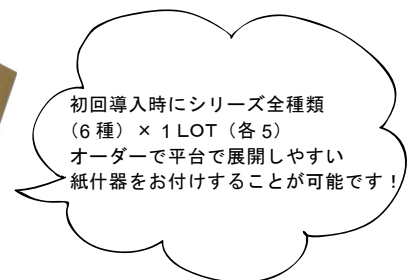 初回導入時にシリーズ全種類
（6 種）× 1 LOT（各 5）
オーダーで平台で展開しやすい
紙什器をお付けすることが可能です！